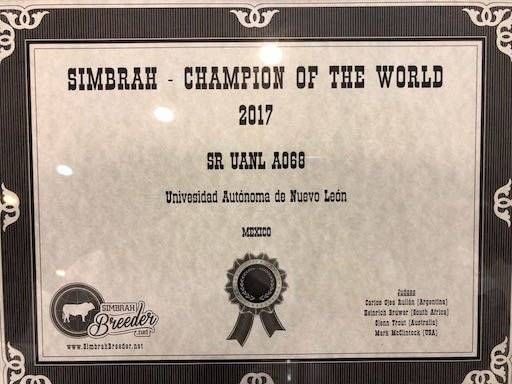 SIMBRAH - CHAMPION OF THE WORLD
2017
SR UANL A068
Univesidad Autónoma de Nuevo León
MEXICO
SIMBRAH
Breeder
.net
www.SimbrahBreeder.net
Judges
Carlos Ojea Rullán (Argentina)
Heinrich Bruwer (South Africa)
Glenn Trout (Australia)
Mark McClintock (USA)